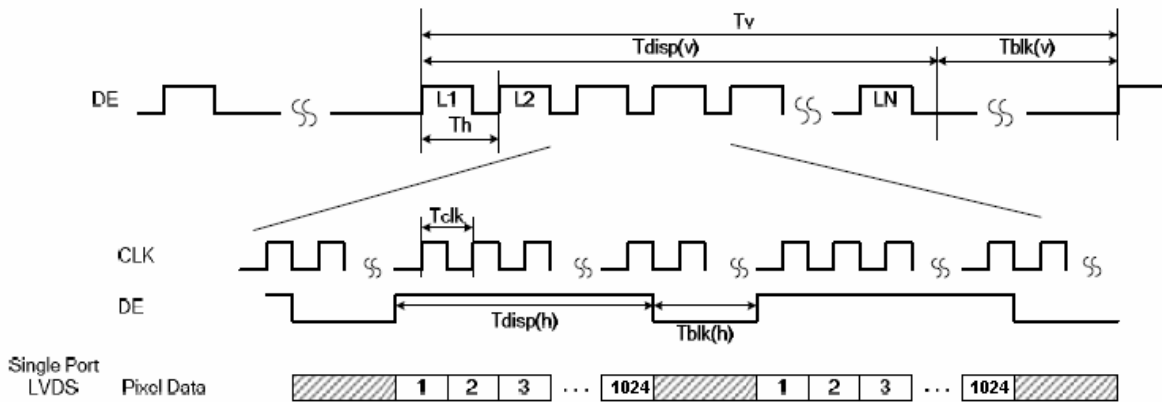 Tv
Tdisp(v) Tblk(v)
DE L1 L2 LN
Th
Tclk
CLK
DE
Tdisp(h) Tblk(h)
Single Port
LVDS Pixel Data 1 2 3 ... 1024 1 2 3 ... 1024